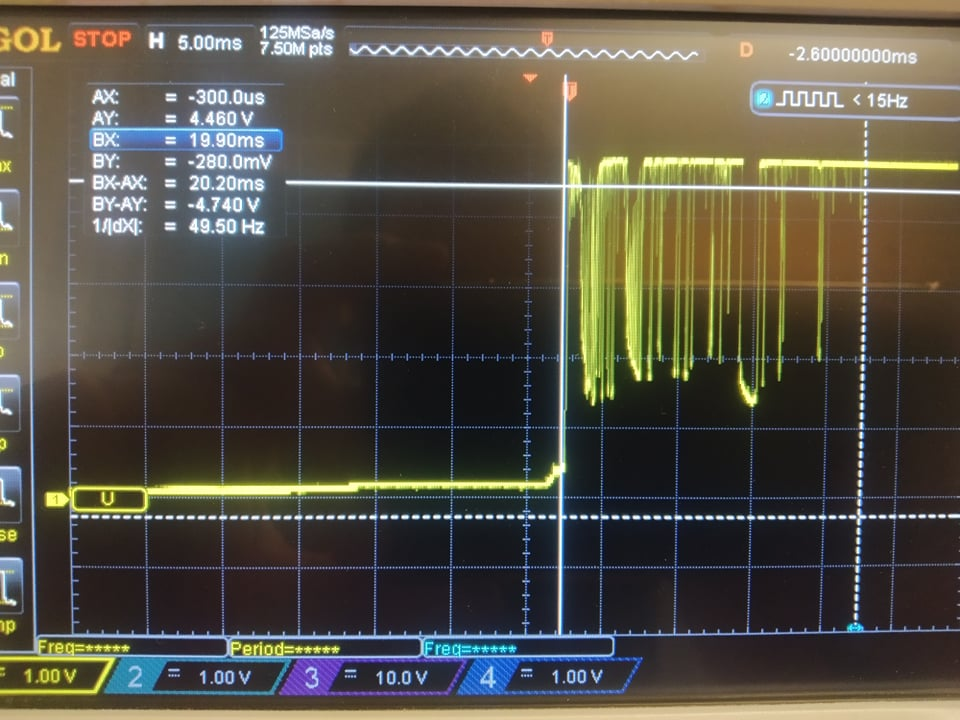 GOL STOP H 5.00ms 125MSa/s
7.50M pts
T
D -2.60000000ms
al
T
AX: = -300.0us
AY: = 4.460 V
BX: = 19.90ms
BY: = -280.0mV
BX-AX: = 20.20ms
BY-AY: = -4.740 V
1/|dX|: = 49.50 Hz
2 < 15Hz
1
U
se
Freq=***** Period=***** Freq=*****
= 1.00 V 2 = 1.00 V 3 = 10.0 V 4 = 1.00 V